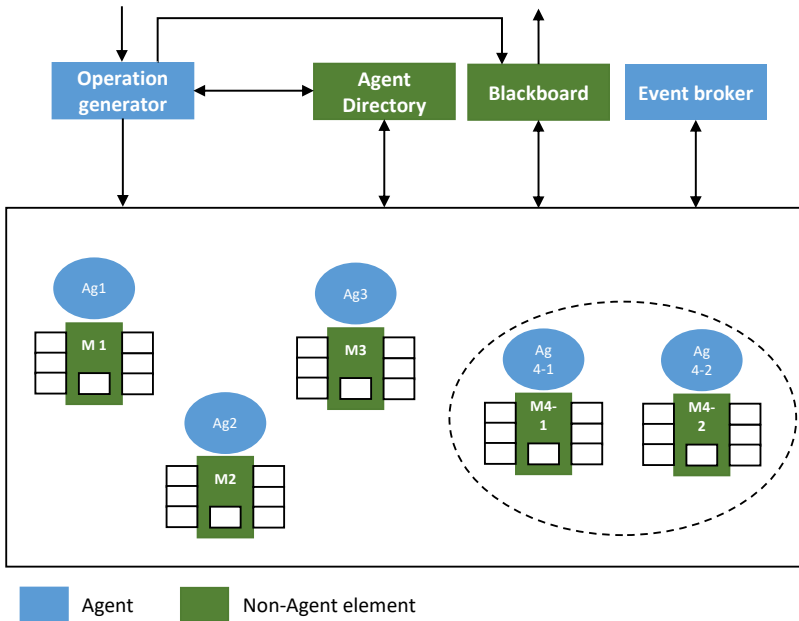 Operation
generator
Agent
Directory
Blackboard
Event broker
Ag1
M 1
Ag3
M3
Ag2
M2
Ag
4-1
M4-
1
Ag
4-2
M4-
2
Agent
Non-Agent element